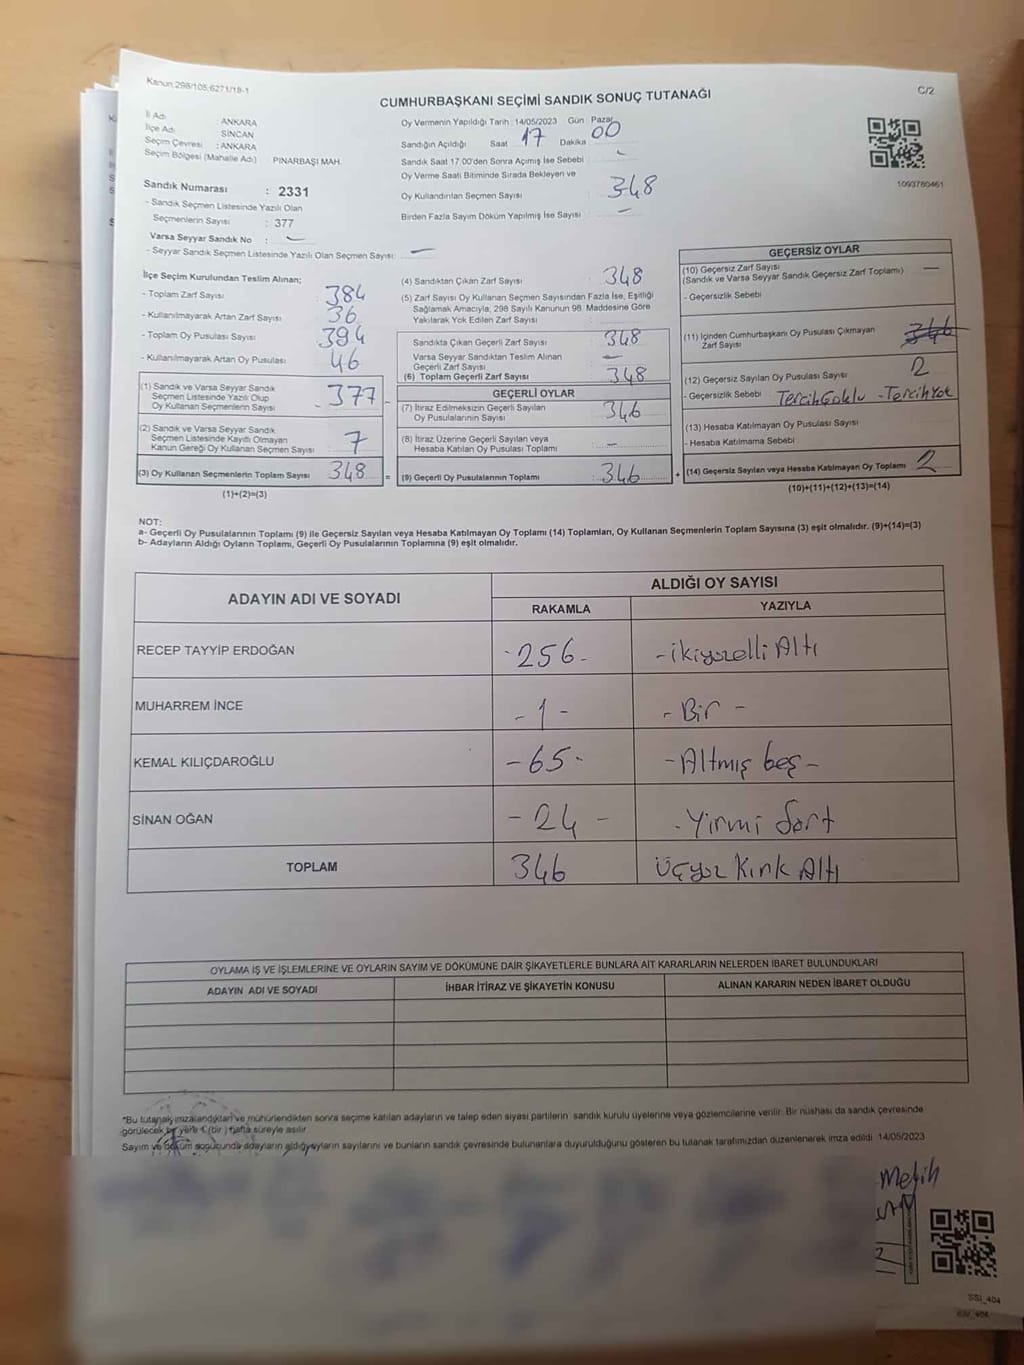 Kanun;298/105;6271/18-1
C/2
CUMHURBAŞKANI SEÇİMİ SANDIK SONUÇ TUTANAĞI
İl Adı : ANKARA
İlçe Adı : SİNCAN
Seçim Çevresi : ANKARA
Seçim Bölgesi (Mahalle Adı) : PINARBAŞI MAH.
Sandık Numarası : 2331
- Sandık Seçmen Listesinde Yazılı Olan
Seçmenlerin Sayısı : 377
Varsa Seyyar Sandık No : -
- Seyyar Sandık Seçmen Listesinde Yazılı Olan Seçmen Sayısı: -
Oy Vermenin Yapıldığı Tarih : 14/05/2023 Gün : Pazar
Sandığın Açıldığı Saat 17 Dakika 00
Sandık Saat 17.00'den Sonra Açımış İse Sebebi -
Oy Verme Saati Bitiminde Sırada Bekleyen ve
Oy Kullandırılan Seçmen Sayısı 348
Birden Fazla Sayım Döküm Yapılmış İse Sayısı : -
1093760461
İlçe Seçim Kurulundan Teslim Alınan;
- Toplam Zarf Sayısı : 384
- Kullanılmayarak Artan Zarf Sayısı : 36
- Toplam Oy Pusulası Sayısı : 394
- Kullanılmayarak Artan Oy Pusulası : 46
(1) Sandık ve Varsa Seyyar Sandık
Seçmen Listesinde Yazılı Olup
Oy Kullanan Seçmenlerin Sayısı - 377 -
(2) Sandık ve Varsa Seyyar Sandık
Seçmen Listesinde Kayıtlı Olmayan
Kanun Gereği Oy Kullanan Seçmen Sayısı : 7
(3) Oy Kullanan Seçmenlerin Toplam Sayısı : 348
(1)+(2)=(3)
=
(4) Sandıktan Çıkan Zarf Sayısı : 348
(5) Zarf Sayısı Oy Kullanan Seçmen Sayısından Fazla İse, Eşitliği
Sağlamak Amacıyla, 298 Sayılı Kanunun 98. Maddesine Göre
Yakılarak Yok Edilen Zarf Sayısı :
Sandıkta Çıkan Geçerli Zarf Sayısı : 348
Varsa Seyyar Sandıktan Teslim Alınan
Geçerli Zarf Sayısı : -
(6) Toplam Geçerli Zarf Sayısı : 348
GEÇERLİ OYLAR
(7) İtiraz Edilmeksizin Geçerli Sayılan
Oy Pusulalarının Sayısı : 346
(8) İtiraz Üzerine Geçerli Sayılan veya
Hesaba Katılan Oy Pusulası Toplamı : -
(9) Geçerli Oy Pusulalarının Toplamı : 346
+
GEÇERSİZ OYLAR
(10) Geçersiz Zarf Sayısı -
(Sandık ve Varsa Seyyar Sandık Geçersiz Zarf Toplamı)
- Geçersizlik Sebebi
(11) İçinden Cumhurbaşkanı Oy Pusulası Çıkmayan
Zarf Sayısı 346
(12) Geçersiz Sayılan Oy Pusulası Sayısı : 2
- Geçersizlik Sebebi Tercih Çoklu - Tercih Yok
(13) Hesaba Katılmayan Oy Pusulası Sayısı :
- Hesaba Katılmama Sebebi
(14) Geçersiz Sayılan veya Hesaba Katılmayan Oy Toplamı : 2
(10)+(11)+(12)+(13)=(14)
NOT:
a- Geçerli Oy Pusulalarının Toplamı (9) ile Geçersiz Sayılan veya Hesaba Katılmayan Oy Toplamı (14) Toplamları, Oy Kullanan Seçmenlerin Toplam Sayısına (3) eşit olmalıdır. (9)+(14)=(3)
b- Adayların Aldığı Oyların Toplamı, Geçerli Oy Pusulalarının Toplamına (9) eşit olmalıdır.
ADAYIN ADI VE SOYADI
ALDIĞI OY SAYISI
RAKAMLA YAZIYLA
RECEP TAYYİP ERDOĞAN -256- -ikiyüzelli Altı
MUHARREM İNCE -1- -Bir-
KEMAL KILIÇDAROĞLU -65- -Altmış beş-
SİNAN OĞAN -24- -Yirmi dört
TOPLAM 346 üçyüz Kırk Altı
OYLAMA İŞ VE İŞLEMLERİNE VE OYLARIN SAYIM VE DÖKÜMÜNE DAİR ŞİKAYETLERLE BUNLARA AİT KARARLARIN NELERDEN İBARET BULUNDUKLARI
ADAYIN ADI VE SOYADI İHBAR İTİRAZ VE ŞİKAYETİN KONUSU ALINAN KARARIN NEDEN İBARET OLDUĞU
*Bu tutanak imzalandıktan ve mühürlendikten sonra seçime katılan adayların ve talep eden siyasi partilerin sandık kurulu üyelerine veya gözlemcilerine verilir. Bir nüshası da sandık çevresinde
görülecek bir yere 1 (bir) hafta süreyle asılır.
Sayım ve döküm sonucunda adayların aldığı oyların sayılarını ve bunların sandık çevresinde bulunanlara duyurulduğunu gösteren bu tutanak tarafımızdan düzenlenerek imza edildi. 14/05/2023
Melih
SSI_404